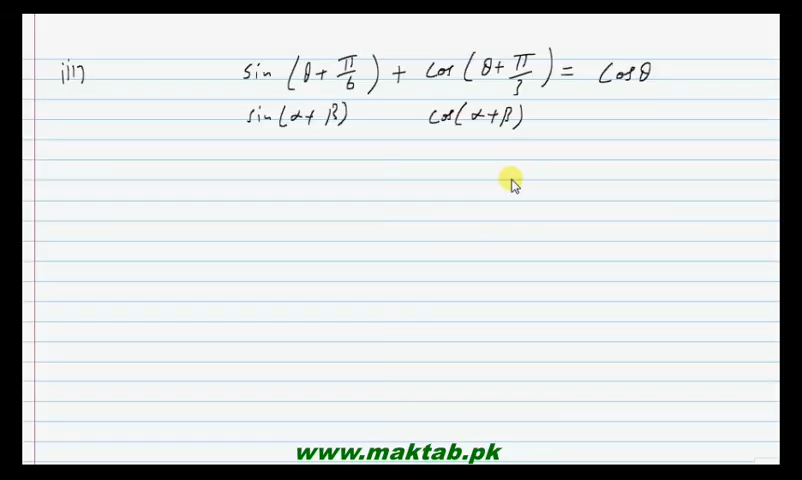 iii) sin (θ + π/6) + cos (θ + π/3) = cosθ
sin(α+β) cos(α+β)
www.maktab.pk